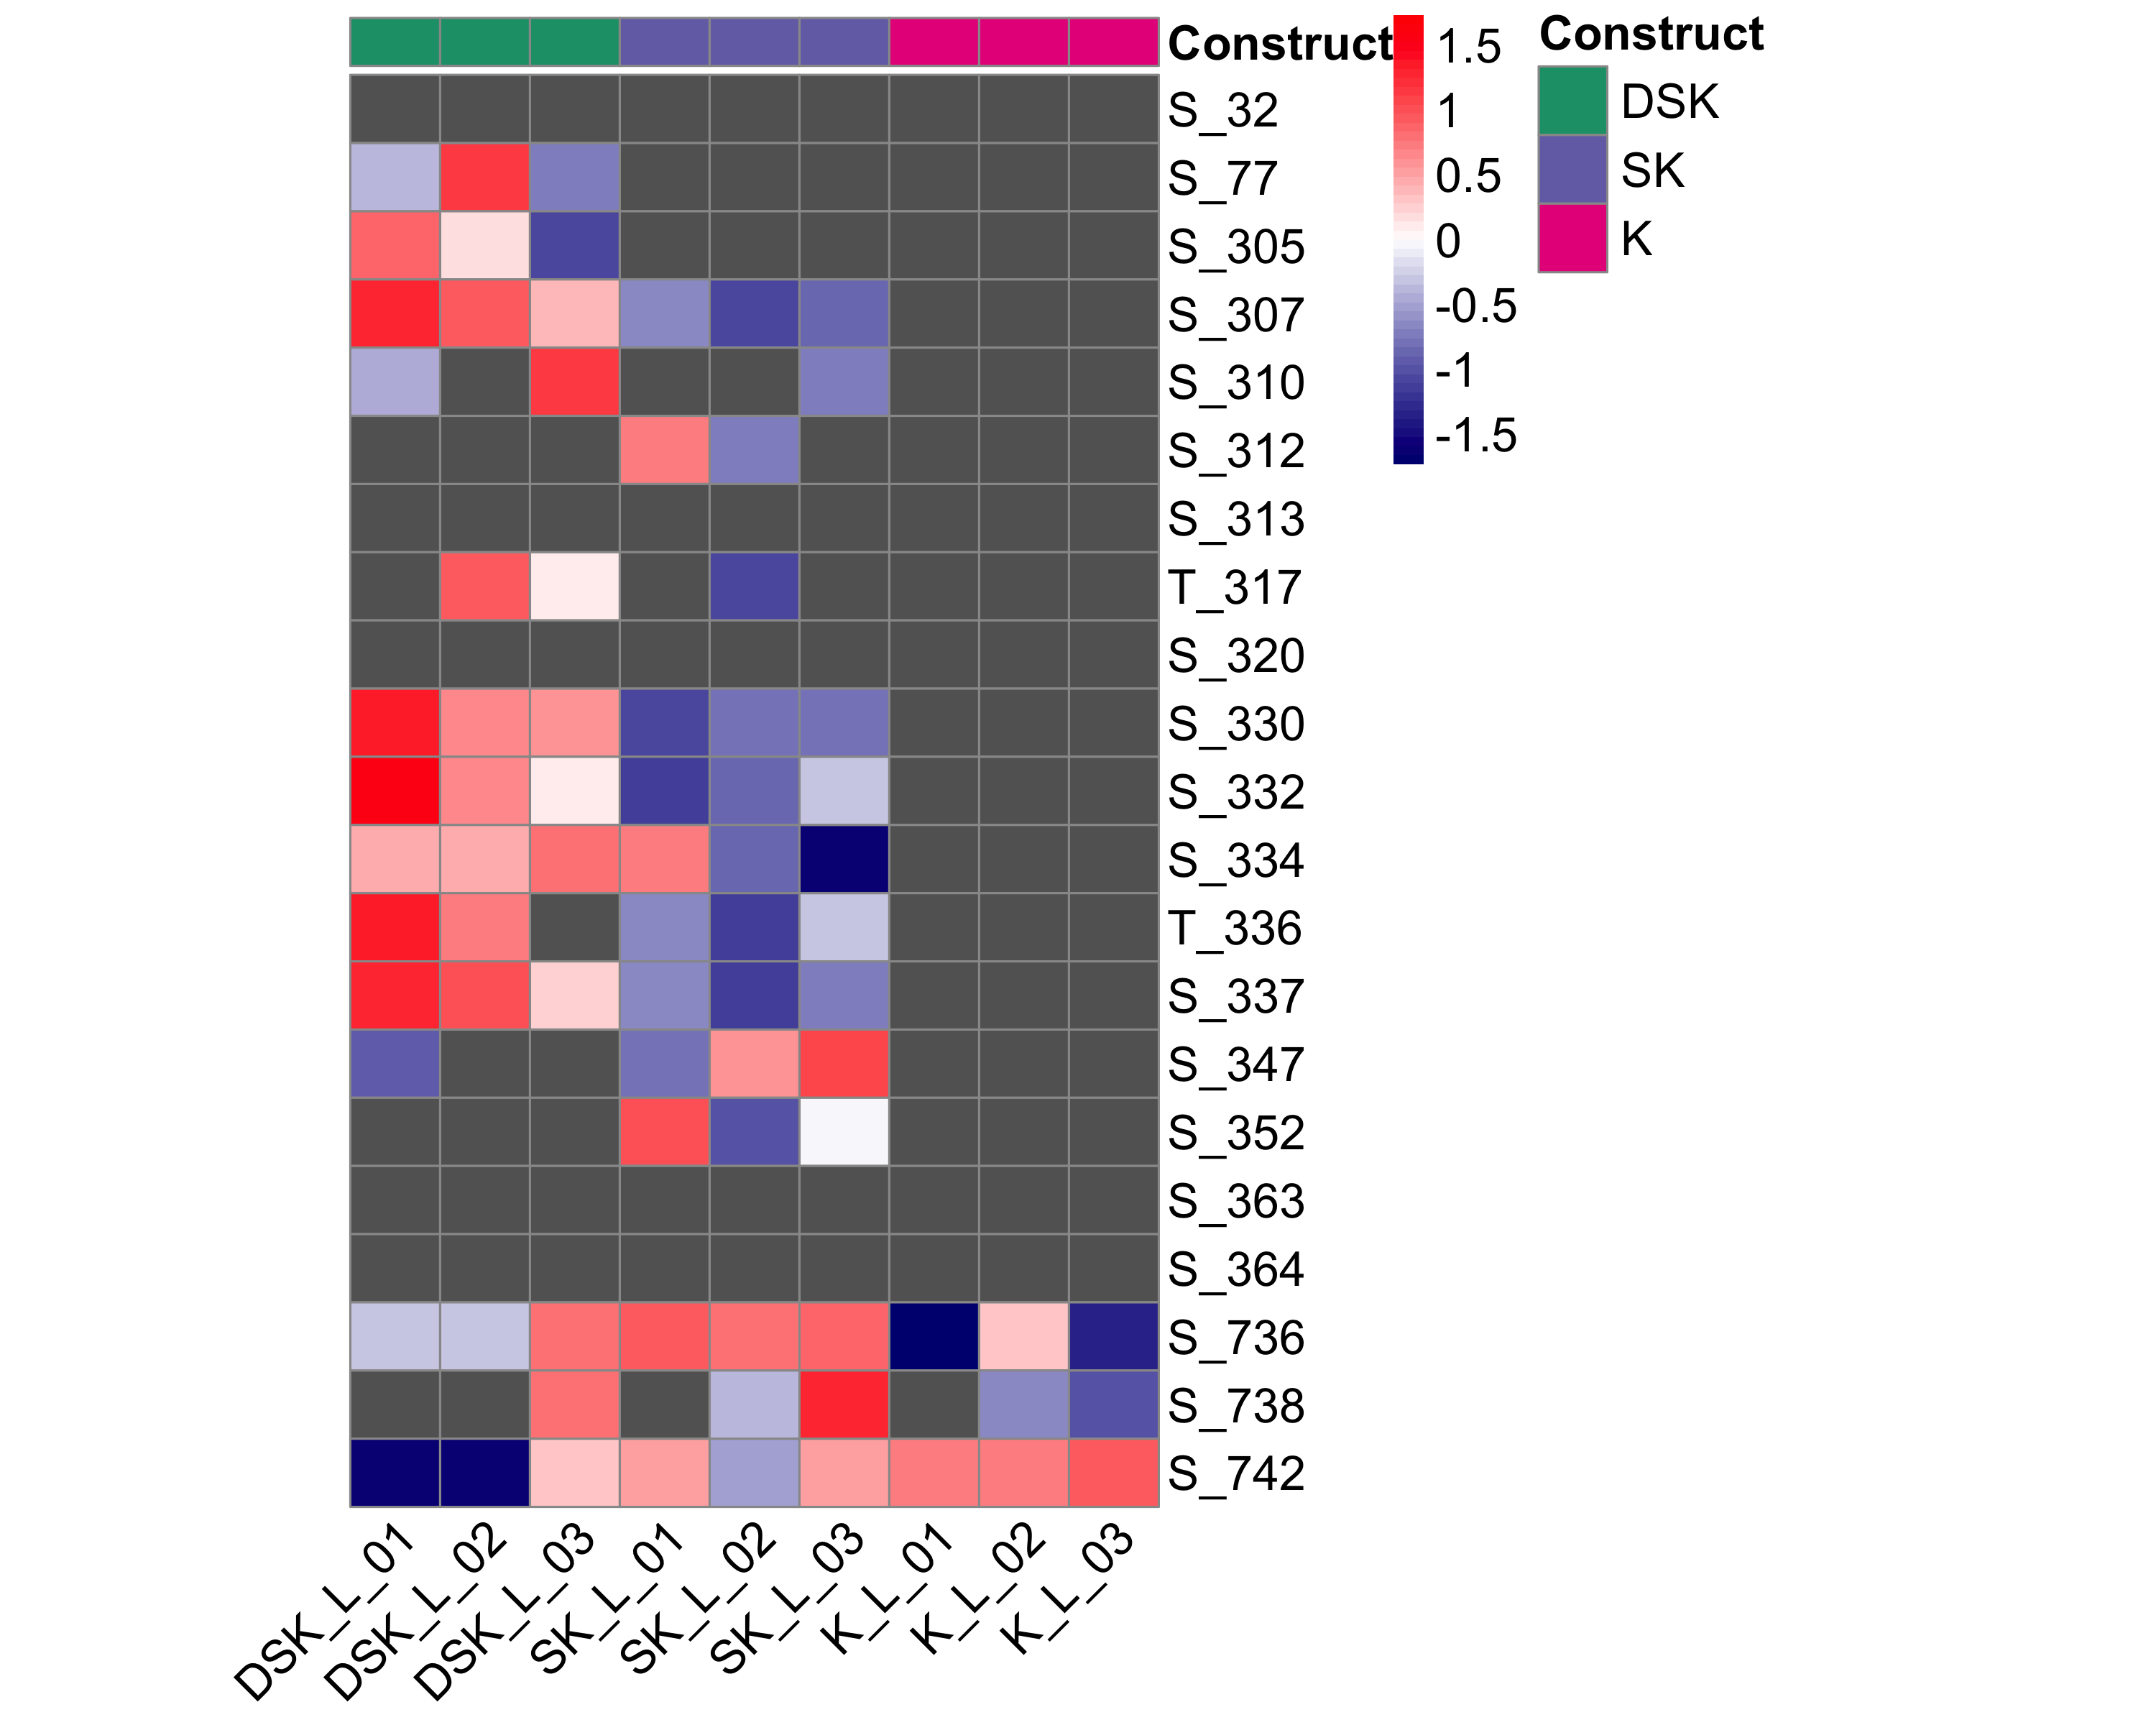 Construct
S_32
S_77
S_305
S_307
S_310
S_312
S_313
T_317
S_320
S_330
S_332
S_334
T_336
S_337
S_347
S_352
S_363
S_364
S_736
S_738
S_742
DSK_L_01
DSK_L_02
DSK_L_03
SK_L_01
SK_L_02
SK_L_03
K_L_01
K_L_02
K_L_03
1.5
1
0.5
0
-0.5
-1
-1.5
Construct
DSK
SK
K